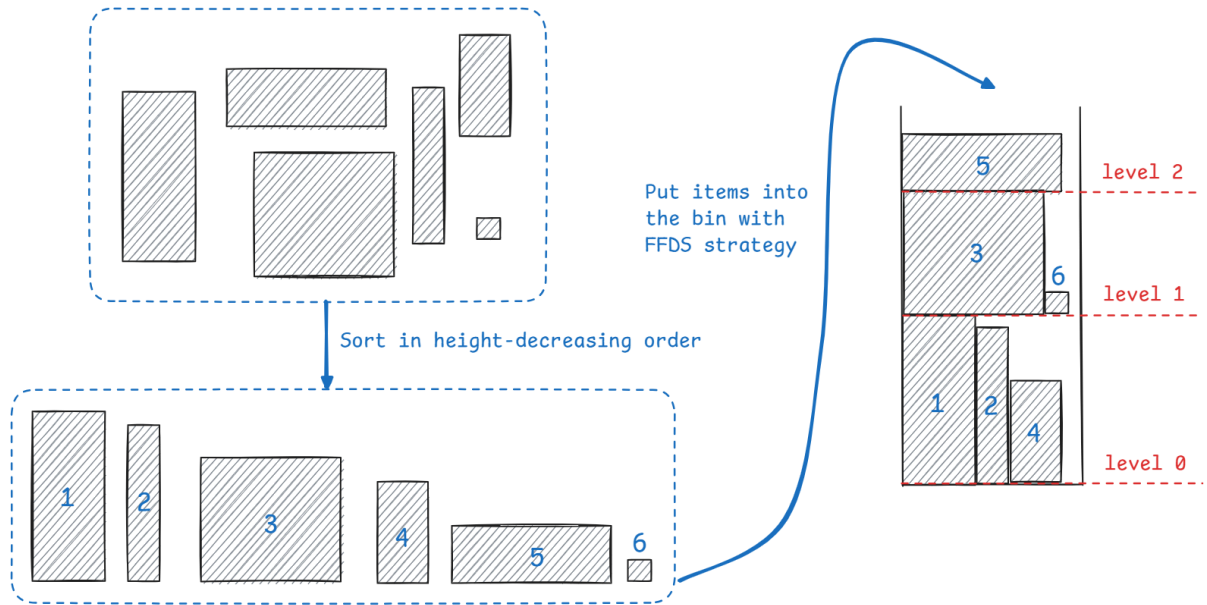 Sort in height-decreasing order
1
2
3
4
5
6
Put items into
the bin with
FFDS strategy
5
level 2
3
6
level 1
1
2
4
level 0